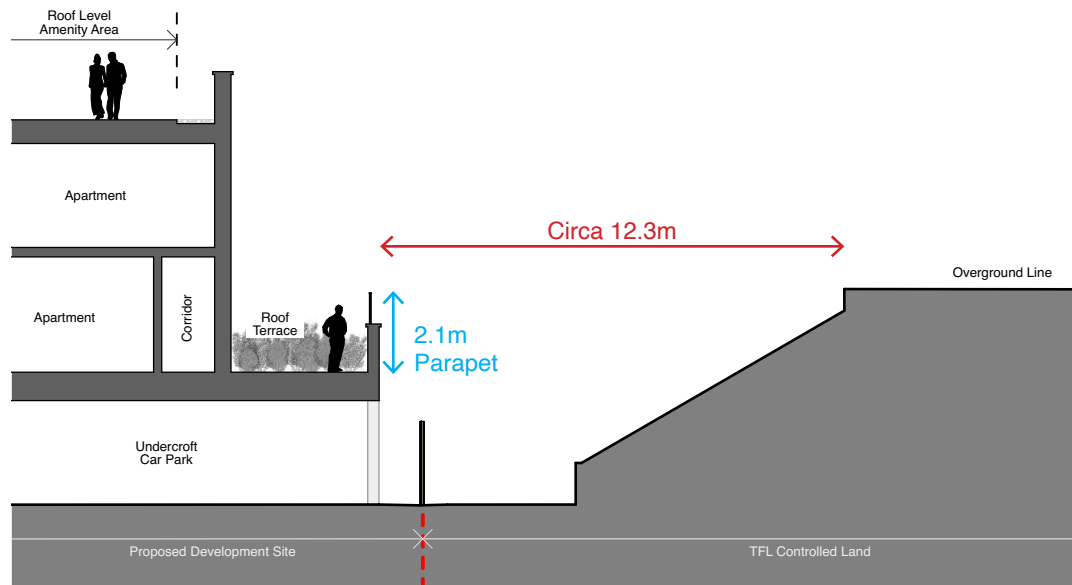 Roof Level
Amenity Area
Apartment
Circa 12.3m
Overground Line
Apartment
Corridor
Roof
Terrace
2.1m
Parapet
Undercroft
Car Park
Proposed Development Site
TFL Controlled Land